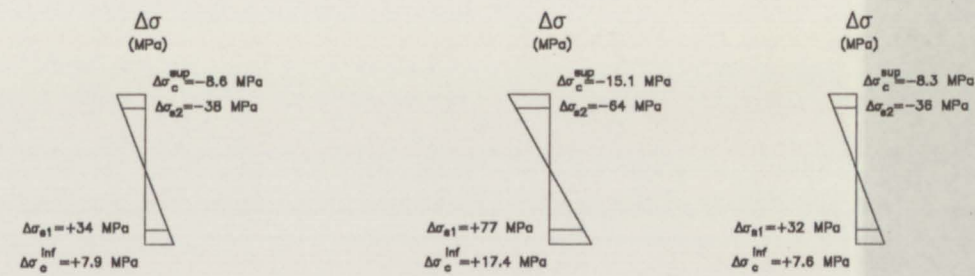 Δσ Δσ Δσ
(MPa) (MPa) (MPa)
Δσ_c^sup=-8.6 MPa Δσ_c^sup=-15.1 MPa Δσ_c^sup=-8.3 MPa
Δσ_s2=-38 MPa Δσ_s2=-64 MPa Δσ_s2=-36 MPa
Δσ_s1=+34 MPa Δσ_s1=+77 MPa Δσ_s1=+32 MPa
Δσ_c^inf=+7.9 MPa Δσ_c^inf=+17.4 MPa Δσ_c^inf=+7.6 MPa